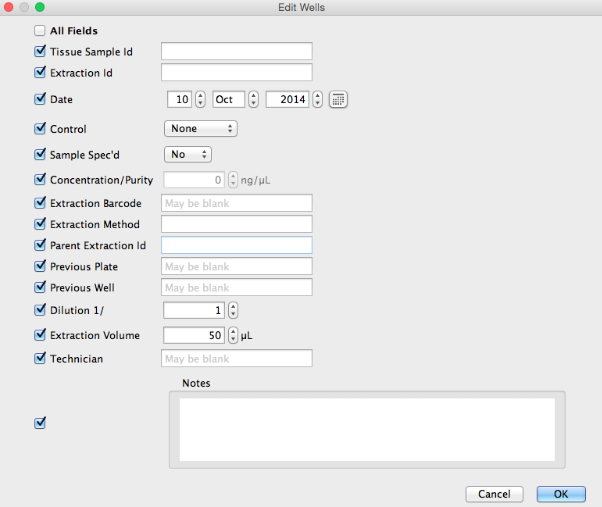 Edit Wells
All Fields
Tissue Sample Id
Extraction Id
Date 10 Oct 2014
Control None
Sample Spec'd No
Concentration/Purity 0 ng/µL
Extraction Barcode May be blank
Extraction Method
Parent Extraction Id
Previous Plate May be blank
Previous Well May be blank
Dilution 1/ 1
Extraction Volume 50 µL
Technician May be blank
Notes
Cancel OK